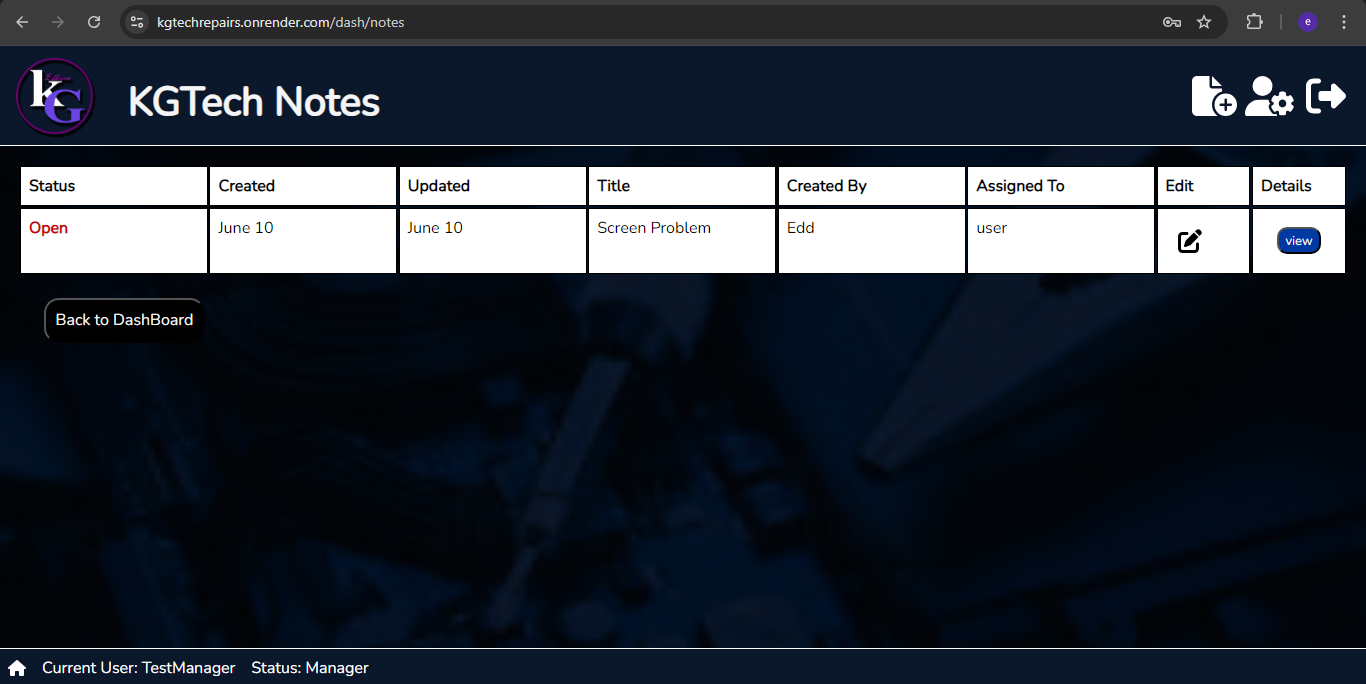 kgtechrepairs.onrender.com/dash/notes
e
KG
KGTech Notes
Status Created Updated Title Created By Assigned To Edit Details
Open June 10 June 10 Screen Problem Edd user view
Back to DashBoard
Current User: TestManager Status: Manager